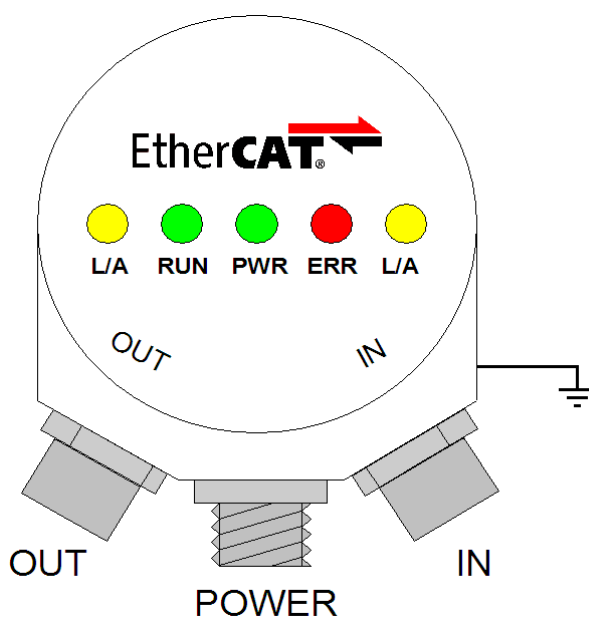 EtherCAT®
L/A RUN PWR ERR L/A
OUT IN
OUT IN
POWER